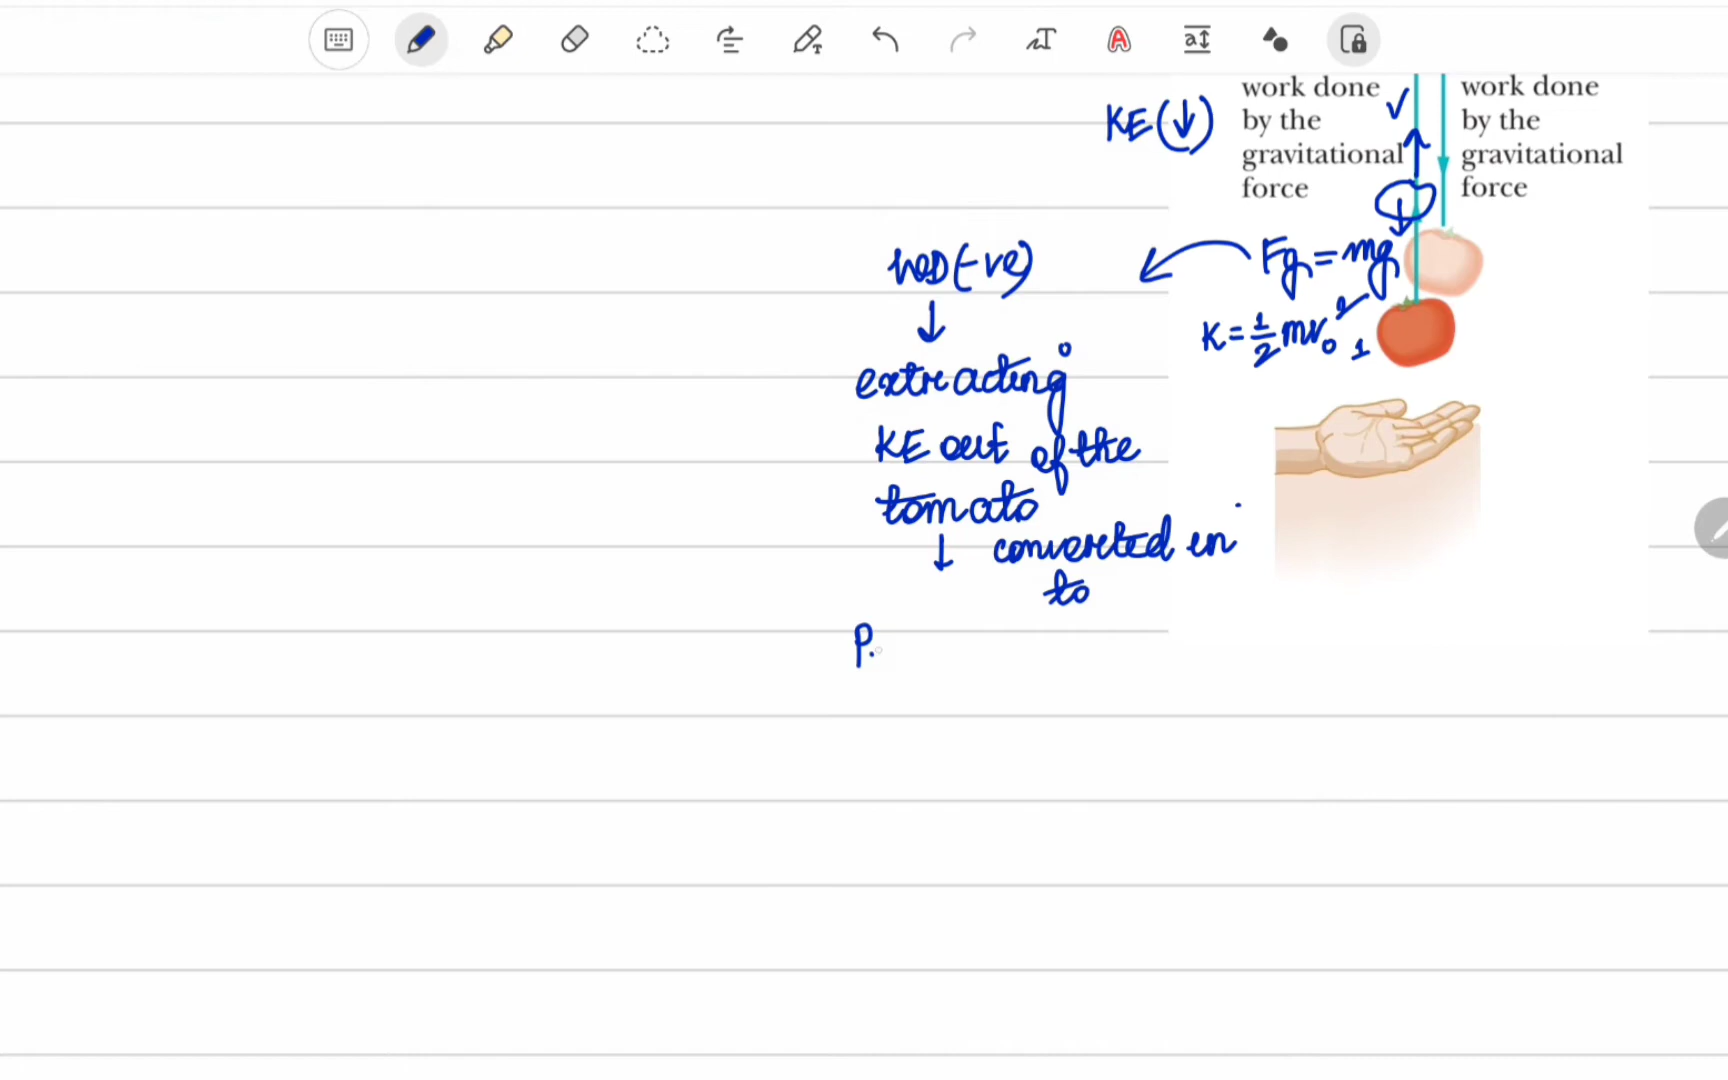 work done
by the
gravitational
force
work done
by the
gravitational
force
KE(↓)
WD(-ve)
Fg=mg
↓
K=½mv₀²
extracting
KE out of the
tomato
↓ converted in
to
P.